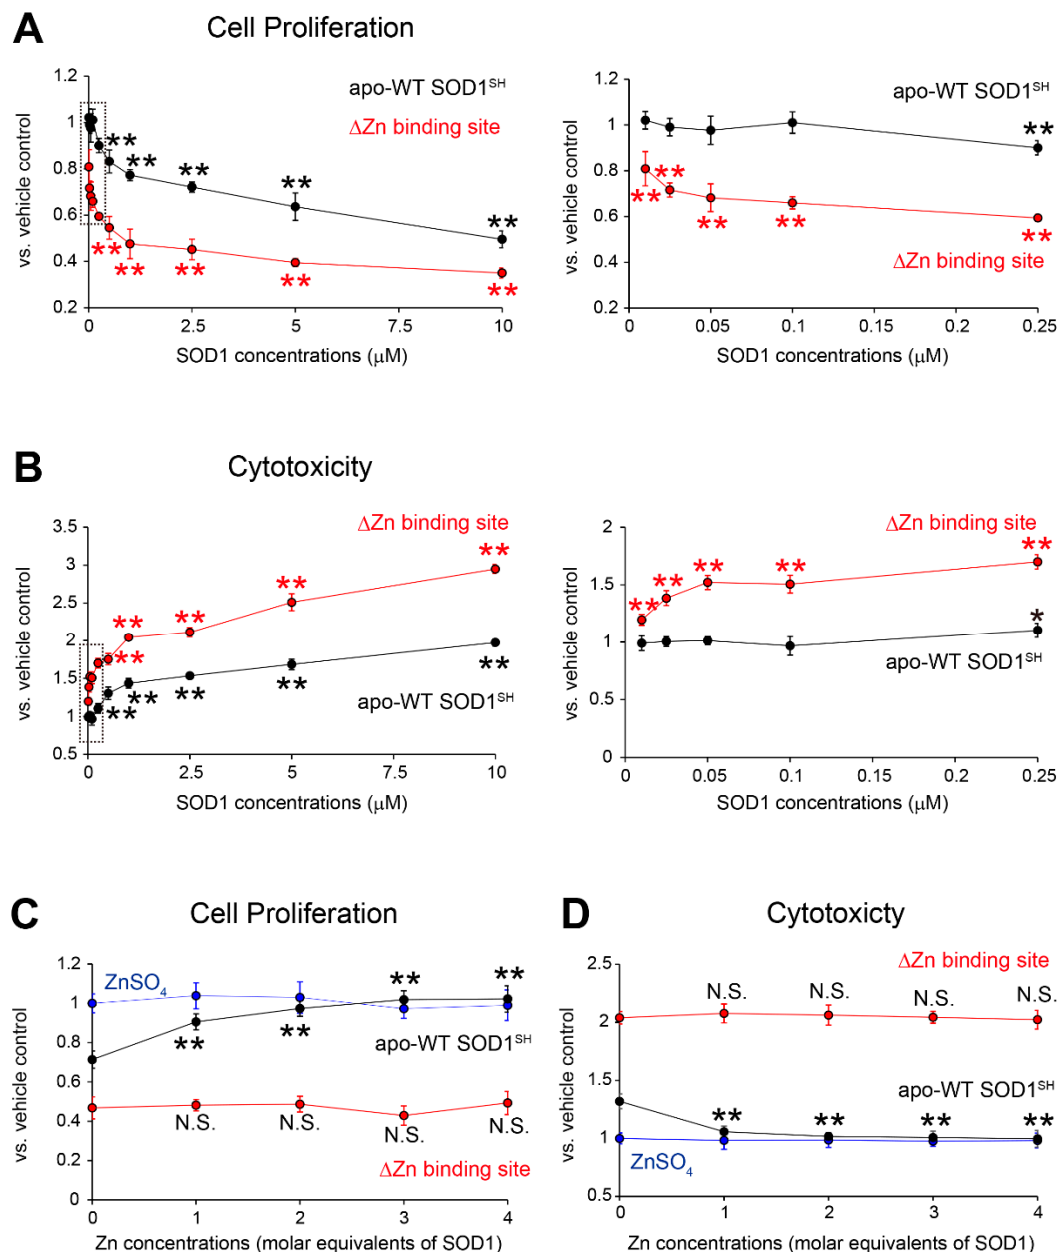 A
Cell Proliferation
vs. vehicle control
1.2
1
0.8
0.6
0.4
0.2
apo-WT SOD1SH
ΔZn binding site
**
**
**
**
**
**
**
**
**
**
0
2.5
5
7.5
10
SOD1 concentrations (μM)
vs. vehicle control
1.2
1
0.8
0.6
0.4
0.2
apo-WT SOD1SH
**
**
**
**
**
**
ΔZn binding site
0
0.05
0.1
0.15
0.2
0.25
SOD1 concentrations (μM)
B
Cytotoxicity
vs. vehicle control
3.5
3
2.5
2
1.5
1
0.5
ΔZn binding site
**
**
**
**
**
**
**
**
**
**
apo-WT SOD1SH
0
2.5
5
7.5
10
SOD1 concentrations (μM)
vs. vehicle control
2
1.5
1
0.5
0
ΔZn binding site
**
**
**
**
**
*
apo-WT SOD1SH
0
0.05
0.1
0.15
0.2
0.25
SOD1 concentrations (μM)
C
Cell Proliferation
vs. vehicle control
1.2
1
0.8
0.6
0.4
0.2
0
ZnSO4
**
**
**
**
apo-WT SOD1SH
N.S.
N.S.
N.S.
N.S.
ΔZn binding site
0
1
2
3
4
Zn concentrations (molar equivalents of SOD1)
D
Cytotoxicty
vs. vehicle control
2.5
2
1.5
1
0.5
ΔZn binding site
N.S.
N.S.
N.S.
N.S.
apo-WT SOD1SH
**
**
**
**
ZnSO4
0
1
2
3
4
Zn concentrations (molar equivalents of SOD1)